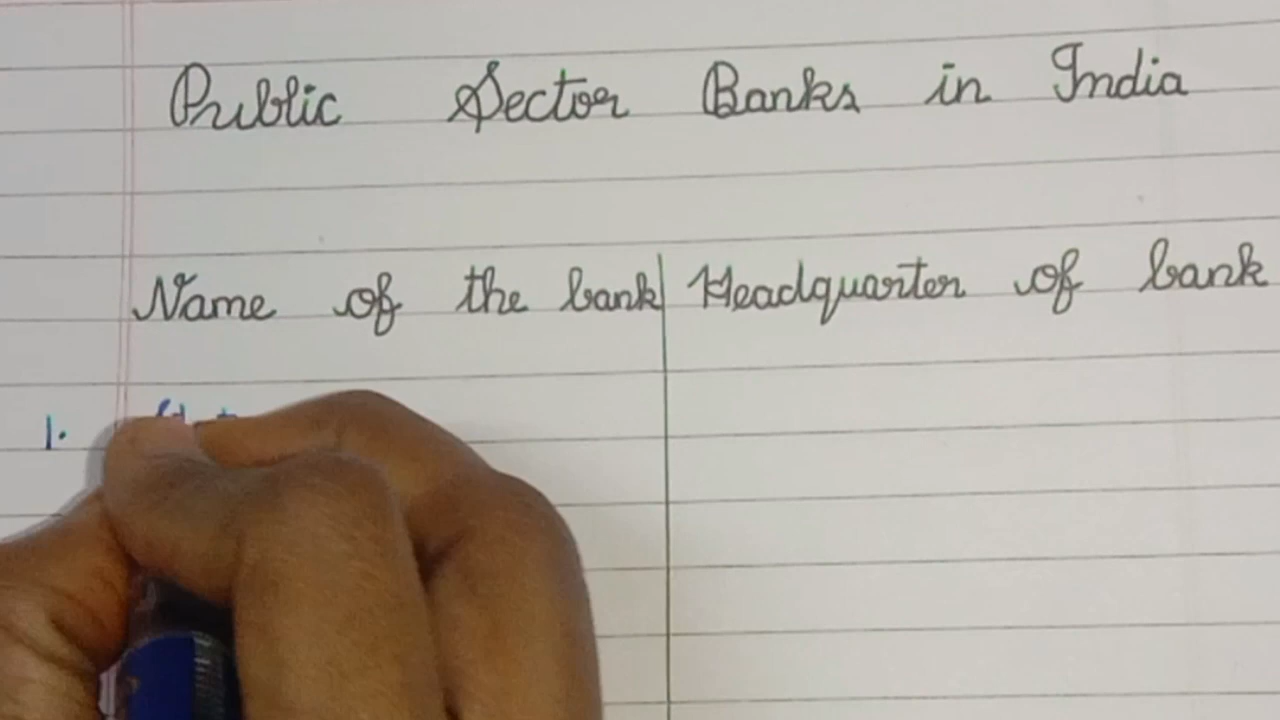 Public Sector Banks in India
Name of the bank Headquarter of bank
1.